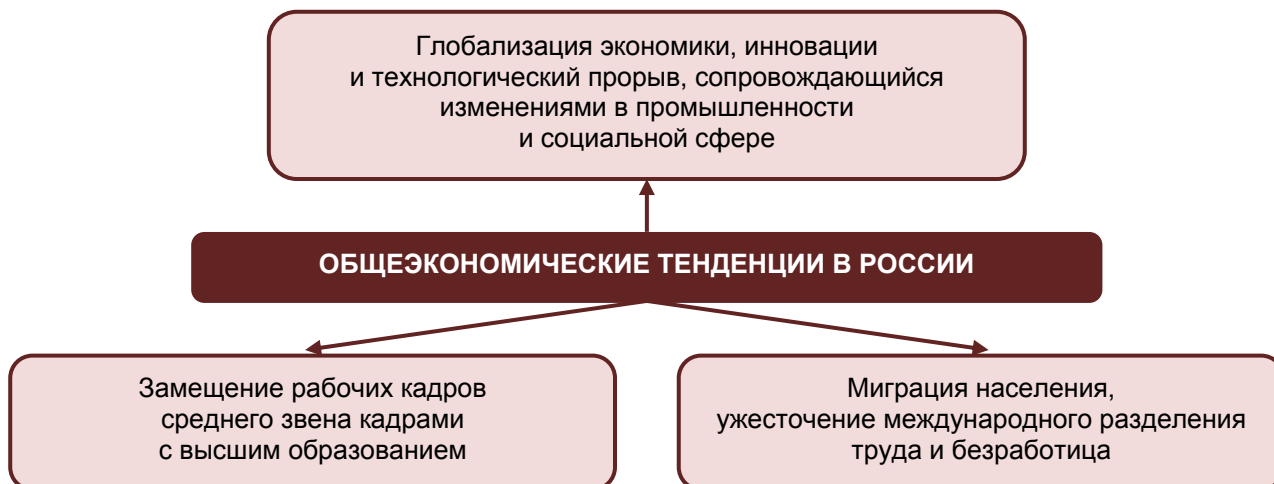 Глобализация экономики, инновации
и технологический прорыв, сопровождающийся
изменениями в промышленности
и социальной сфере
ОБЩЕЭКОНОМИЧЕСКИЕ ТЕНДЕНЦИИ В РОССИИ
Замещение рабочих кадров
среднего звена кадрами
с высшим образованием
Миграция населения,
ужесточение международного разделения
труда и безработица